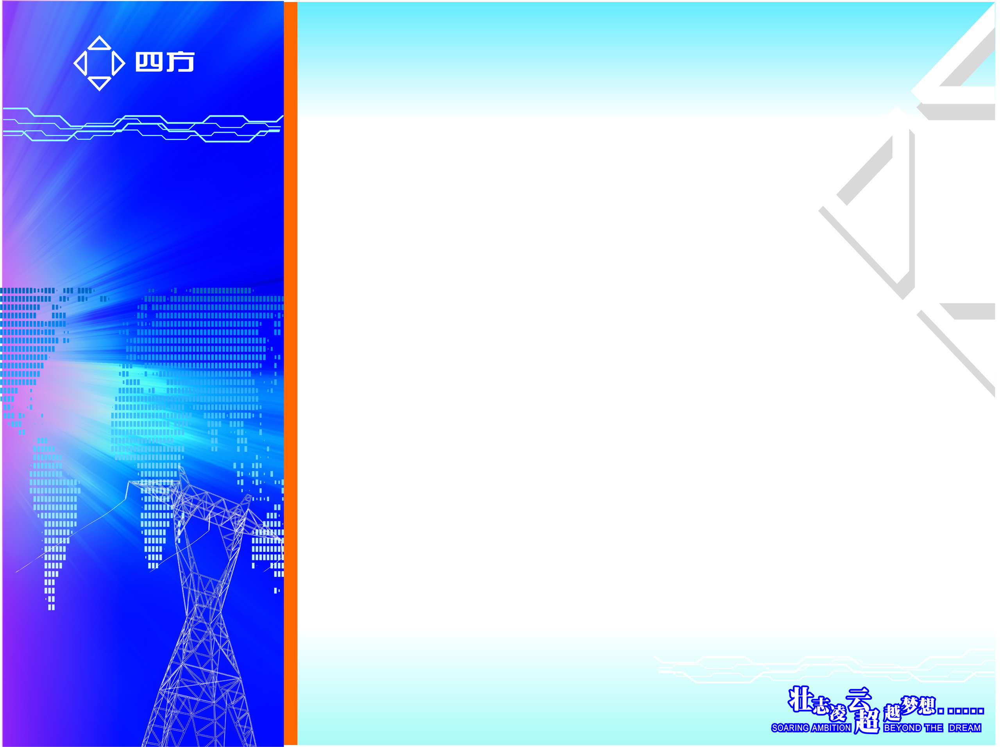 四方
壮志凌云超越梦想.......
SOARING AMBITION BEYOND THE DREAM